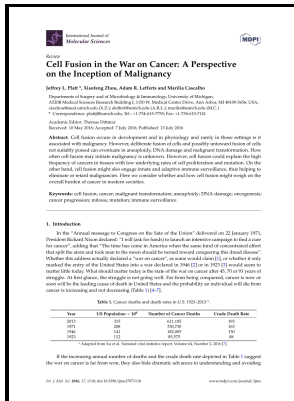 International Journal of
Molecular Sciences
MDPI
Review
Cell Fusion in the War on Cancer: A Perspective
on the Inception of Malignancy
Jeffrey L. Platt *, Xiaofeng Zhou, Adam R. Lefferts and Marilia Cascalho
Departments of Surgery and of Microbiology & Immunology, University of Michigan,
A520B Medical Sciences Research Building I, 1150 W. Medical Center Drive, Ann Arbor, MI 48109-5656, USA;
* Correspondence: plattjl@umich.edu; Tel.: +1-734-615-7755; Fax: +1-734-615-7141
Academic Editor: Thomas Dittmar
Received: 10 May 2016; Accepted: 7 July 2016; Published: 13 July 2016
Abstract: Cell fusion occurs in development and in physiology and rarely in those settings is it
associated with malignancy. However, deliberate fusion of cells and possibly untoward fusion of cells
not suitably poised can eventuate in aneuploidy, DNA damage and malignant transformation. How
often cell fusion may initiate malignancy is unknown. However, cell fusion could explain the high
frequency of cancers in tissues with low underlying rates of cell proliferation and mutation. On the
other hand, cell fusion might also engage innate and adaptive immune surveillance, thus helping to
eliminate or retard malignancies. Here we consider whether and how cell fusion might weigh on the
overall burden of cancer in modern societies.
Keywords: cell fusion; cancer; malignant transformation; aneuploidy; DNA damage; oncogenesis;
cancer progression; mitosis; mutation; immune surveillance
1. Introduction
In the "Annual message to Congress on the State of the Union" delivered on 22 January 1971,
President Richard Nixon declared: "I will (ask for funds) to launch an intensive campaign to find a cure
for cancer", adding that "The time has come in America when the same kind of concentrated effort
that split the atom and took man to the moon should be turned toward conquering this dread disease".
Whether this address actually declared a "war on cancer", as some would claim [1], or whether it only
marked the entry of the United States into a war declared in 1946 [2] or in 1923 [3] would seem to
matter little today. What should matter today is the state of the war on cancer after 45, 70 or 93 years of
struggle. At first glance, the struggle is not going well. Far from being conquered, cancer is now or
soon will be the leading cause of death in the United States and the probability an individual will die from
cancer is increasing and not decreasing (Table 1) [4–7].
Table 1. Cancer deaths and death rates in U.S. 1923–2013 *.
US Population × 10⁶ Number of Cancer Deaths Crude Death Rate
2013 315 611,105 193
1971 208 330,730 163
1946 141 182,005 130
1923 112 85,575 88
* Adapted from Xu et al. National vital statistics report, Volume 64, Number 2, 2016 [7].
If the increasing number of deaths and the crude death rate depicted in Table 1 suggest
the war on cancer is far from won, they also hide dramatic advances in understanding and avoiding
Int. J. Mol. Sci. 2016, 17, 1118; doi:10.3390/ijms17071118
www.mdpi.com/journal/ijms